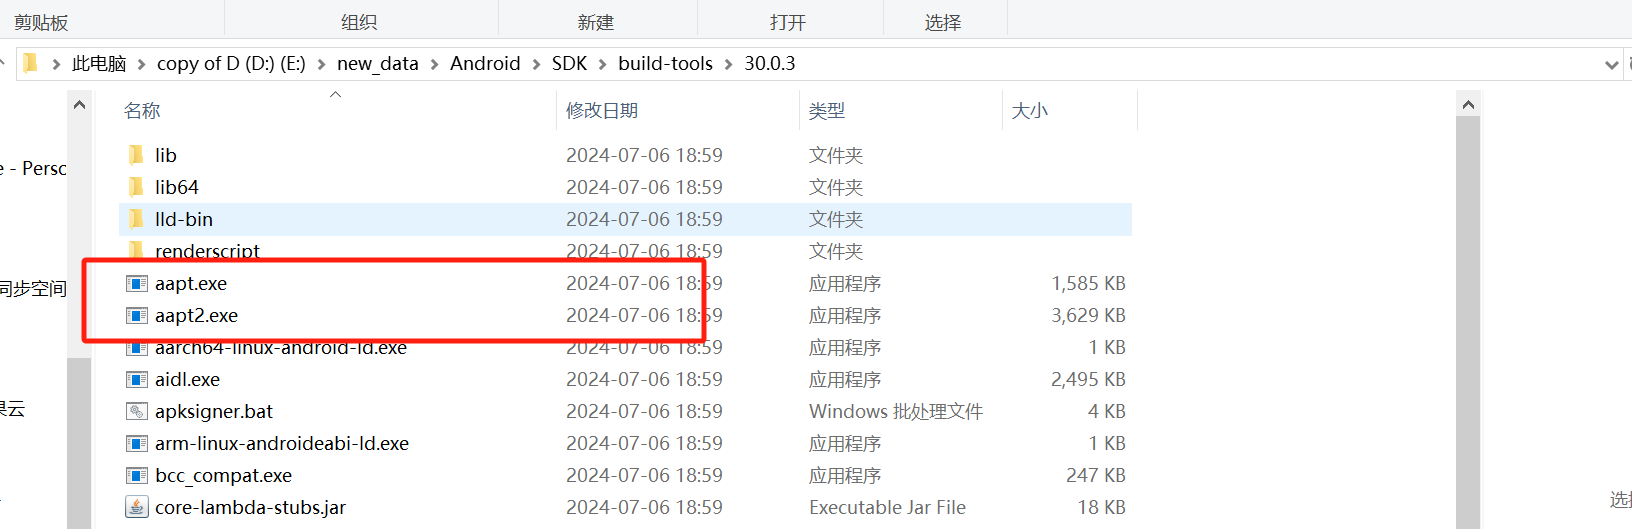 剪贴板 组织 新建 打开 选择
此电脑 copy of D (D:) (E:) new_data Android SDK build-tools 30.0.3
名称 修改日期 类型 大小
lib 2024-07-06 18:59 文件夹
e - Perso
lib64 2024-07-06 18:59 文件夹
lld-bin 2024-07-06 18:59 文件夹
renderscript 2024-07-06 18:59 文件夹
aapt.exe 2024-07-06 18:59 应用程序 1,585 KB
同步空间
aapt2.exe 2024-07-06 18:59 应用程序 3,629 KB
aarch64-linux-android-ld.exe 2024-07-06 18:59 应用程序 1 KB
aidl.exe 2024-07-06 18:59 应用程序 2,495 KB
果云
apksigner.bat 2024-07-06 18:59 Windows 批处理文件 4 KB
arm-linux-androideabi-ld.exe 2024-07-06 18:59 应用程序 1 KB
bcc_compat.exe 2024-07-06 18:59 应用程序 247 KB
core-lambda-stubs.jar 2024-07-06 18:59 Executable Jar File 18 KB
选择